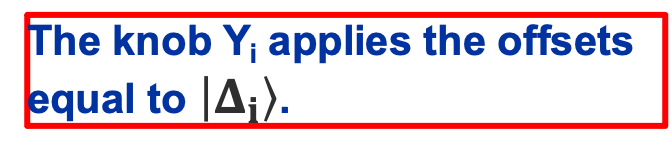 The knob Yᵢ applies the offsets
equal to |Δᵢ⟩.